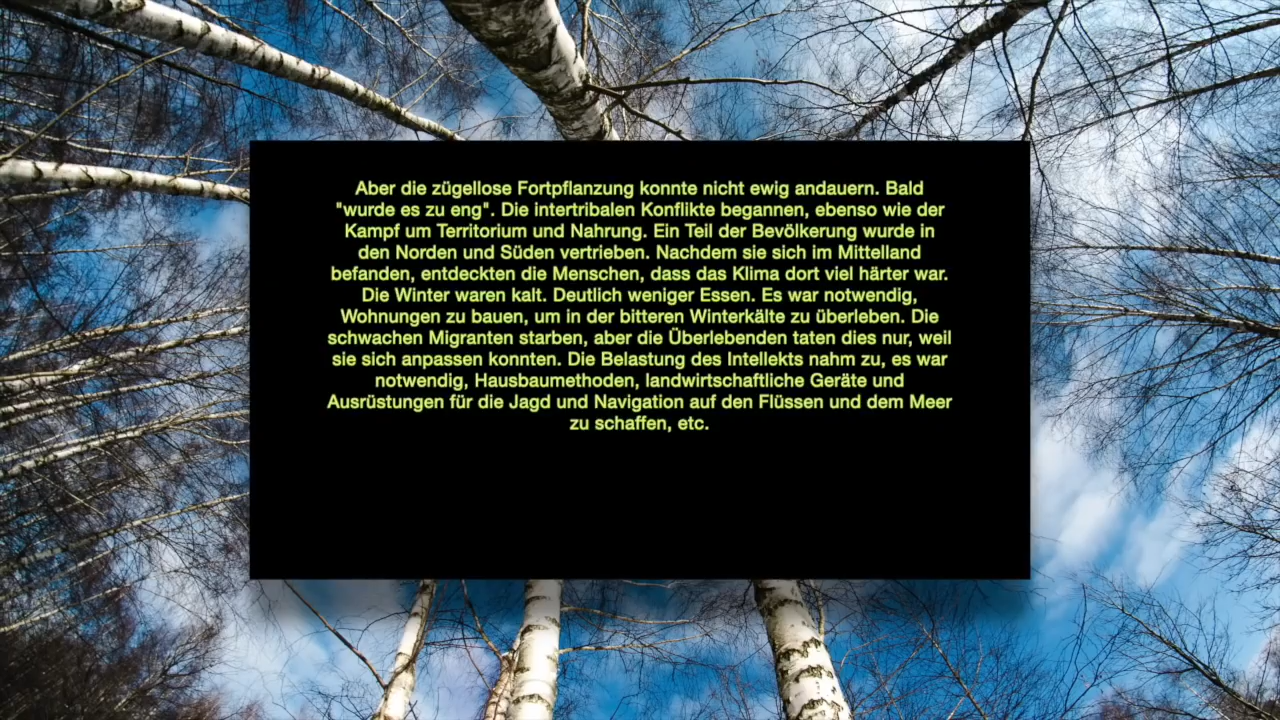 Aber die zügellose Fortpflanzung konnte nicht ewig andauern. Bald
"wurde es zu eng". Die intertribalen Konflikte begannen, ebenso wie der
Kampf um Territorium und Nahrung. Ein Teil der Bevölkerung wurde in
den Norden und Süden vertrieben. Nachdem sie sich im Mittelland
befanden, entdeckten die Menschen, dass das Klima dort viel härter war.
Die Winter waren kalt. Deutlich weniger Essen. Es war notwendig,
Wohnungen zu bauen, um in der bitteren Winterkälte zu überleben. Die
schwachen Migranten starben, aber die Überlebenden taten dies nur, weil
sie sich anpassen konnten. Die Belastung des Intellekts nahm zu, es war
notwendig, Hausbaumethoden, landwirtschaftliche Geräte und
Ausrüstungen für die Jagd und Navigation auf den Flüssen und dem Meer
zu schaffen, etc.